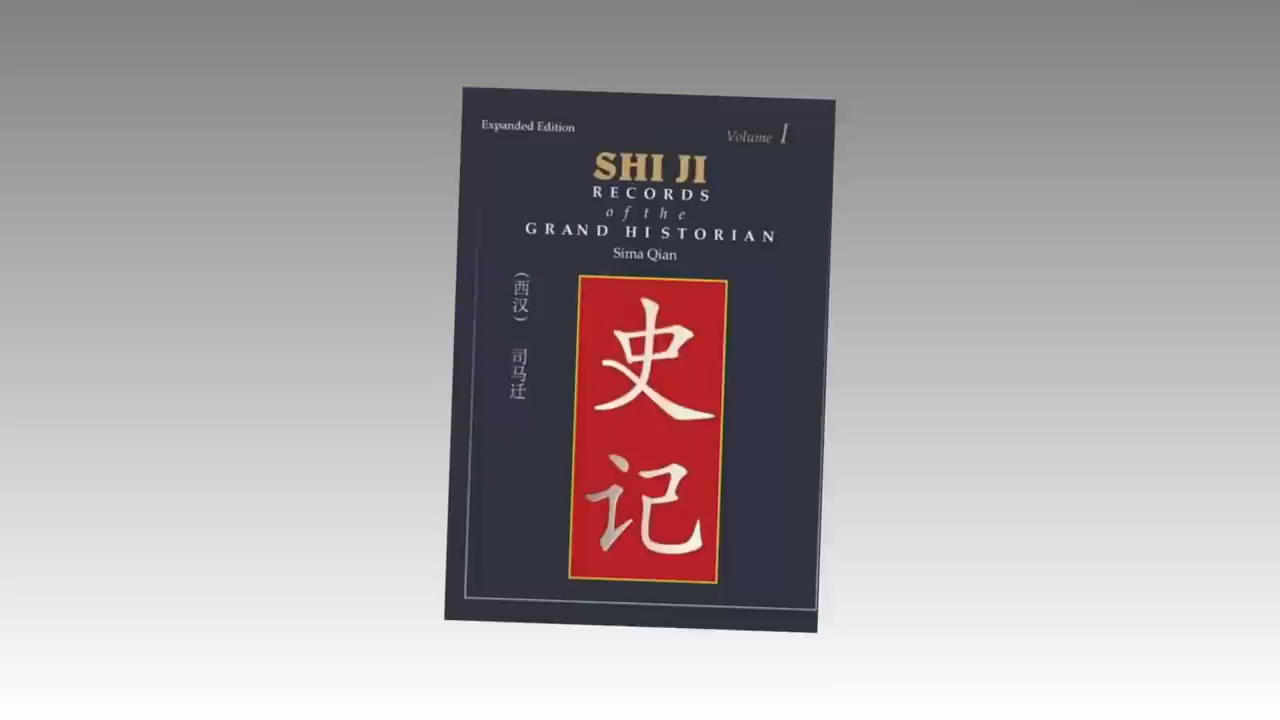 Expanded Edition
Volume I
SHI JI
RECORDS
of the
GRAND HISTORIAN
Sima Qian
(西汉) 司马迁
史记